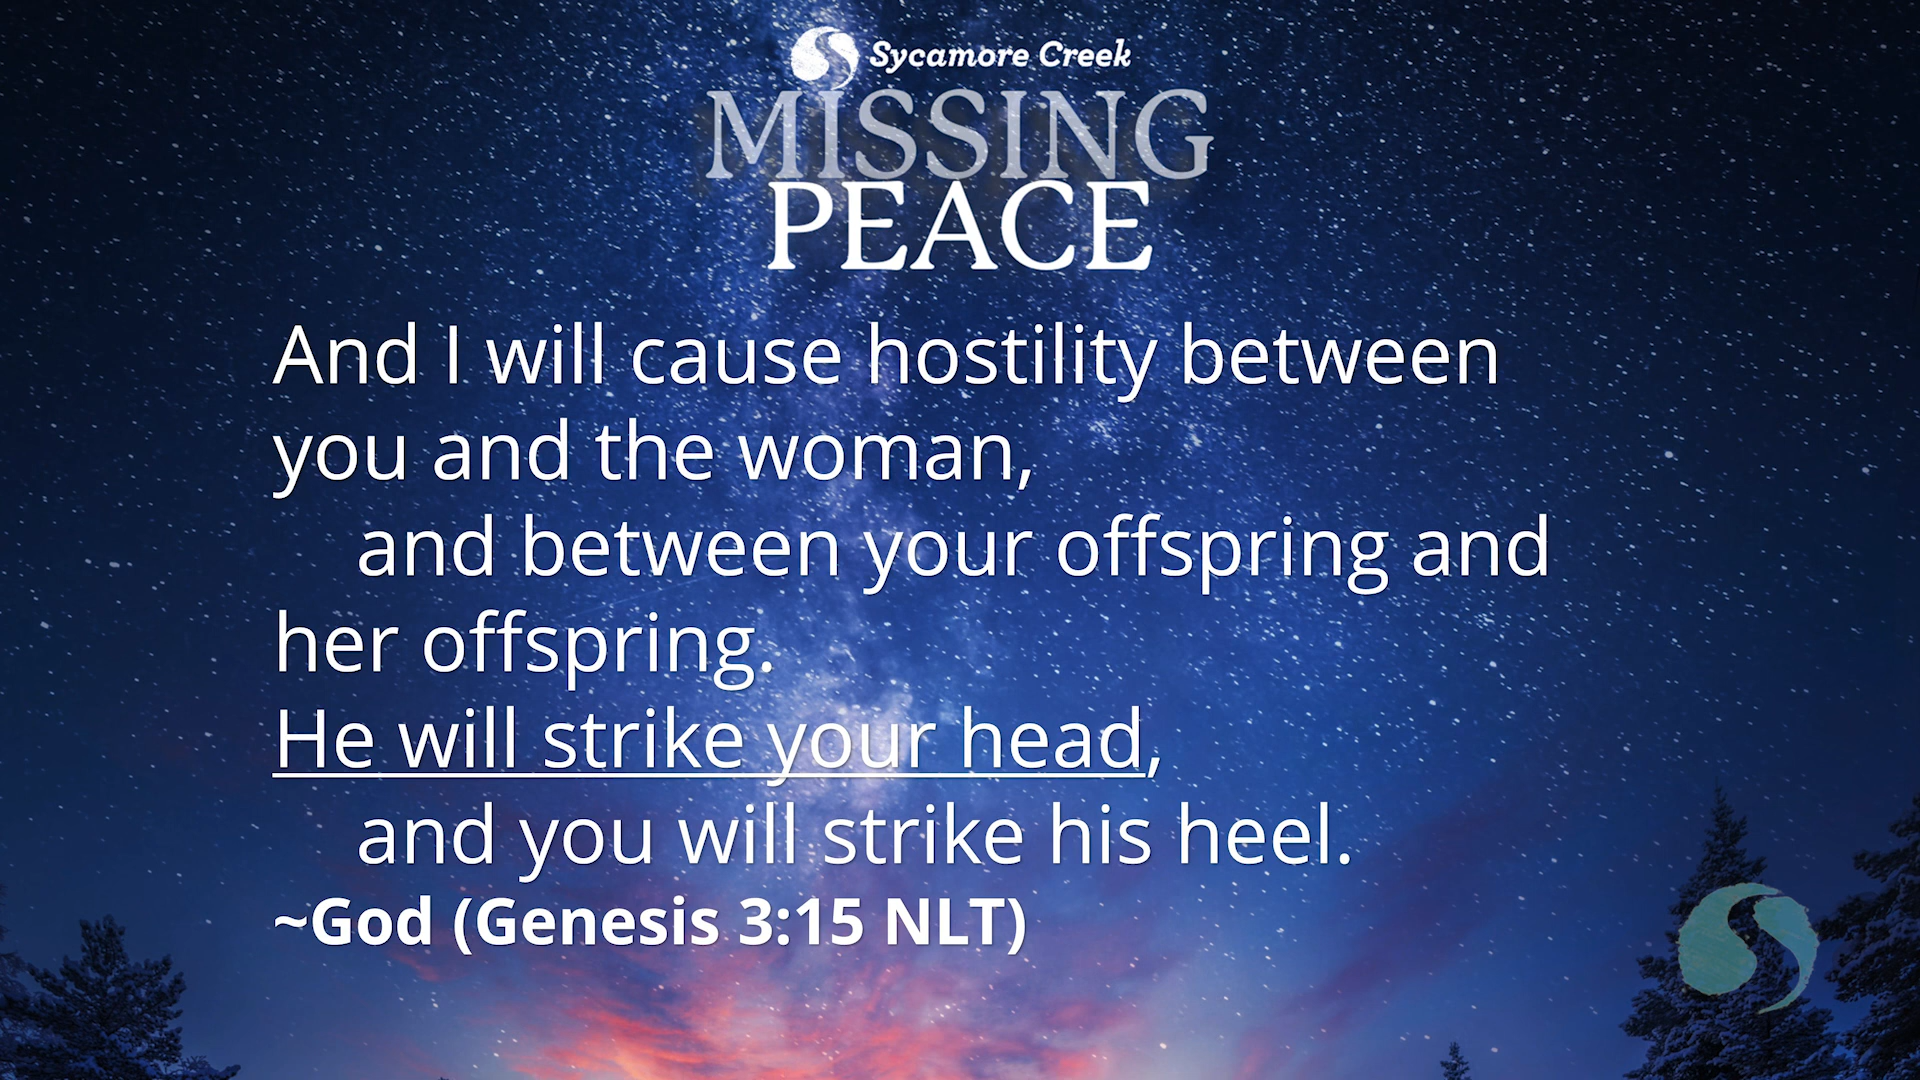 Sycamore Creek
MISSING
PEACE
And I will cause hostility between
you and the woman,
and between your offspring and
her offspring.
He will strike your head,
and you will strike his heel.
~God (Genesis 3:15 NLT)